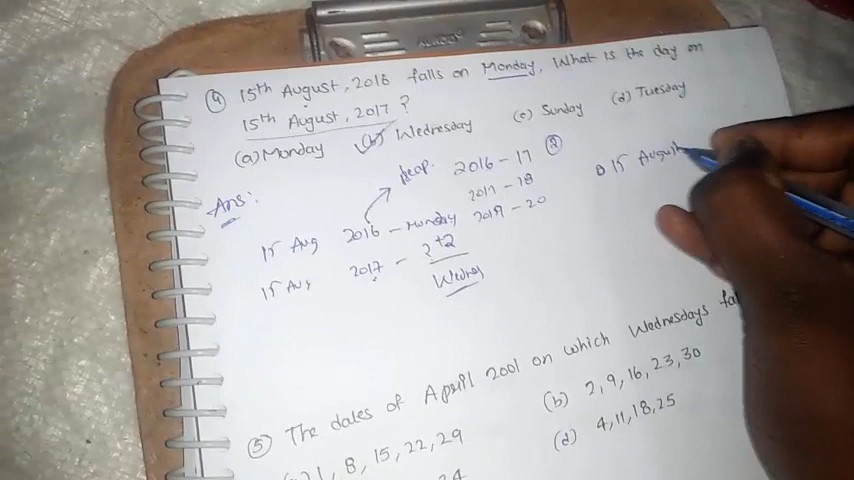 ④ 15th August, 2016 falls on Monday, What is the day on
15th August, 2017 ?
(a) Monday (b) Wednesday (c) Sunday (d) Tuesday
Ans:
leap. 2016 - 17 ②
2017 - 18
15 Aug 2016 - Monday 2019 - 20
15 Aug 2017 - ? +2
Wednes
15 August
⑤ The dates of April 2001 on which Wednesdays
1, 8, 15, 22, 29 (b) 2, 9, 16, 23, 30
(d) 4, 11, 18, 25